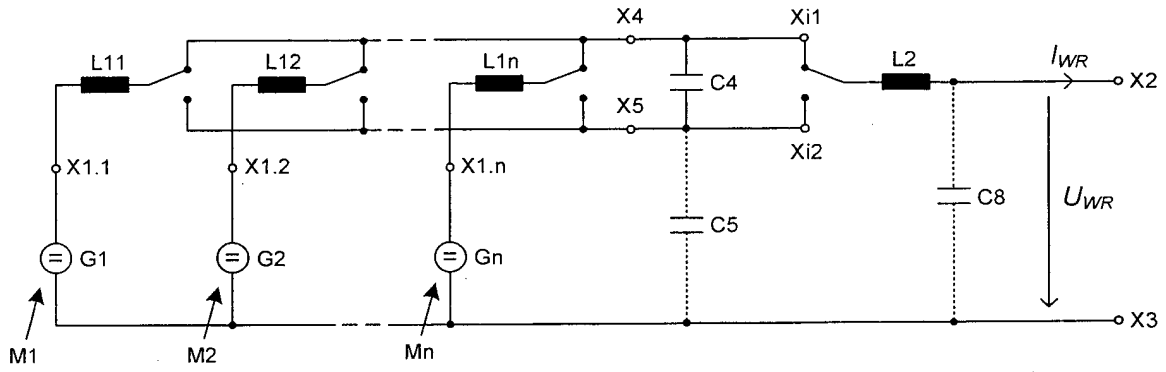 X4
Xi1
L11
L12
L1n
L2
I_WR
X2
C4
X5
Xi2
X1.1
X1.2
X1.n
C8
U_WR
C5
G1
G2
Gn
X3
M1
M2
Mn